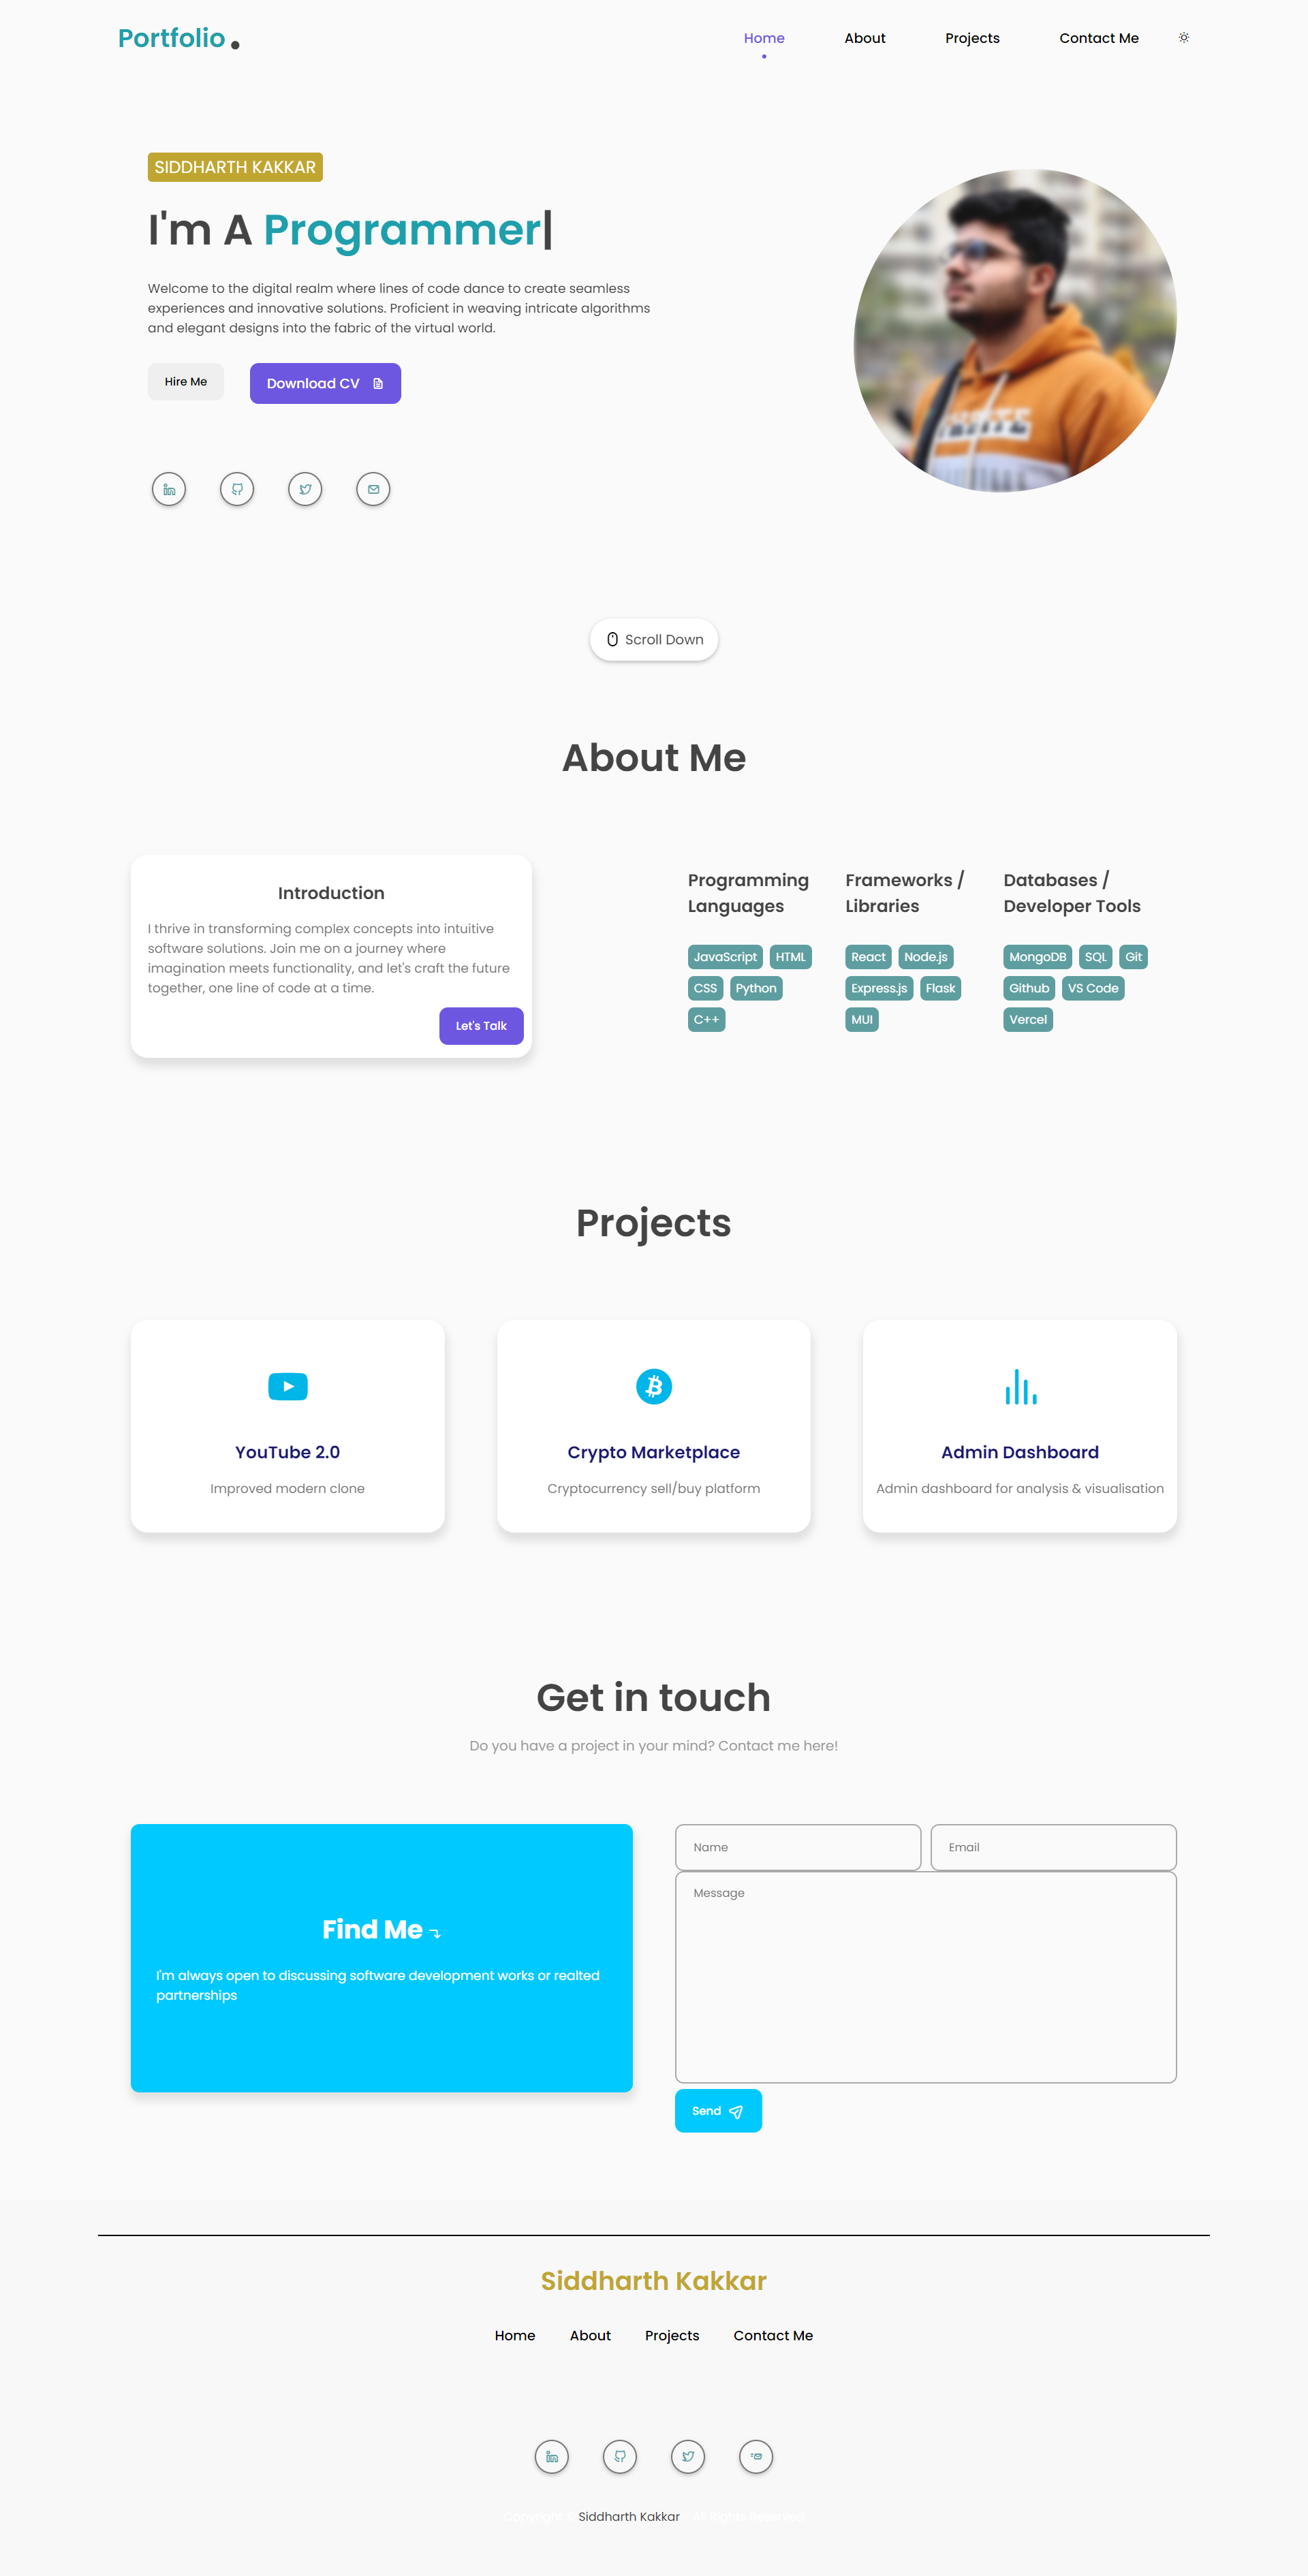 Portfolio
Home About Projects Contact Me
SIDDHARTH KAKKAR
I'm A Programmer|
Welcome to the digital realm where lines of code dance to create seamless
experiences and innovative solutions. Proficient in weaving intricate algorithms
and elegant designs into the fabric of the virtual world.
Hire Me Download CV
Scroll Down
About Me
Introduction
I thrive in transforming complex concepts into intuitive
software solutions. Join me on a journey where
imagination meets functionality, and let's craft the future
together, one line of code at a time.
Let's Talk
Programming
Languages
JavaScript HTML
CSS Python
C++
Frameworks /
Libraries
React Node.js
Express.js Flask
MUI
Databases /
Developer Tools
MongoDB SQL Git
Github VS Code
Vercel
Projects
YouTube 2.0
Improved modern clone
Crypto Marketplace
Cryptocurrency sell/buy platform
Admin Dashboard
Admin dashboard for analysis & visualisation
Get in touch
Do you have a project in your mind? Contact me here!
Find Me
I'm always open to discussing software development works or realted
partnerships
Name Email
Message
Send
Siddharth Kakkar
Home About Projects Contact Me
Copyright © Siddharth Kakkar All Rights Reserved